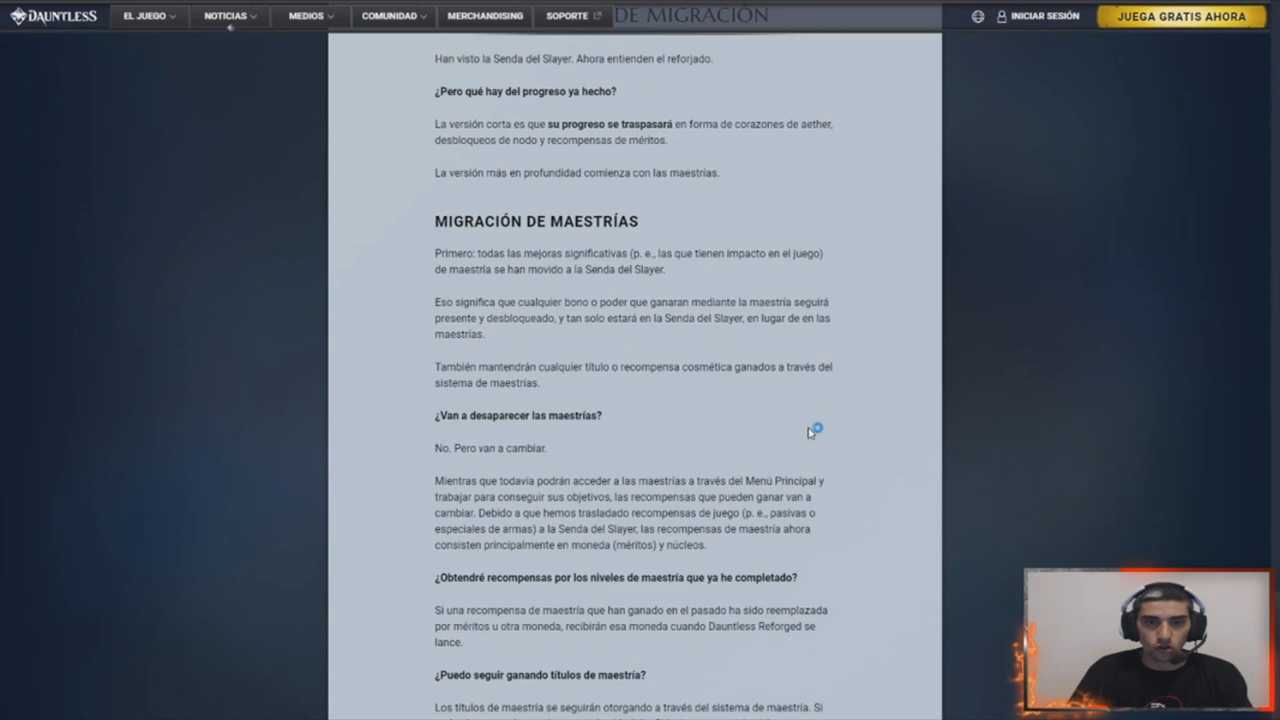 DAUNTLESS
EL JUEGO
NOTICIAS
MEDIOS
COMUNIDAD
MERCHANDISING
SOPORTE
DE MIGRACIÓN
INICIAR SESIÓN
JUEGA GRATIS AHORA
Han visto la Senda del Slayer. Ahora entienden el reforjado.
¿Pero qué hay del progreso ya hecho?
La versión corta es que su progreso se traspasará en forma de corazones de aether,
desbloqueos de nodo y recompensas de méritos.
La versión más en profundidad comienza con las maestrías.
MIGRACIÓN DE MAESTRÍAS
Primero: todas las mejoras significativas (p. e., las que tienen impacto en el juego)
de maestría se han movido a la Senda del Slayer.
Eso significa que cualquier bono o poder que ganaran mediante la maestría seguirá
presente y desbloqueado, y tan solo estará en la Senda del Slayer, en lugar de en las
maestrías.
También mantendrán cualquier título o recompensa cosmética ganados a través del
sistema de maestrías.
¿Van a desaparecer las maestrías?
No. Pero van a cambiar.
Mientras que todavía podrán acceder a las maestrías a través del Menú Principal y
trabajar para conseguir sus objetivos, las recompensas que pueden ganar van a
cambiar. Debido a que hemos trasladado recompensas de juego (p. e., pasivas o
especiales de armas) a la Senda del Slayer, las recompensas de maestría ahora
consisten principalmente en moneda (méritos) y núcleos.
¿Obtendré recompensas por los niveles de maestría que ya he completado?
Si una recompensa de maestría que han ganado en el pasado ha sido reemplazada
por méritos u otra moneda, recibirán esa moneda cuando Dauntless Reforged se
lance.
¿Puedo seguir ganando títulos de maestría?
Los títulos de maestría se seguirán otorgando a través del sistema de maestría. Si